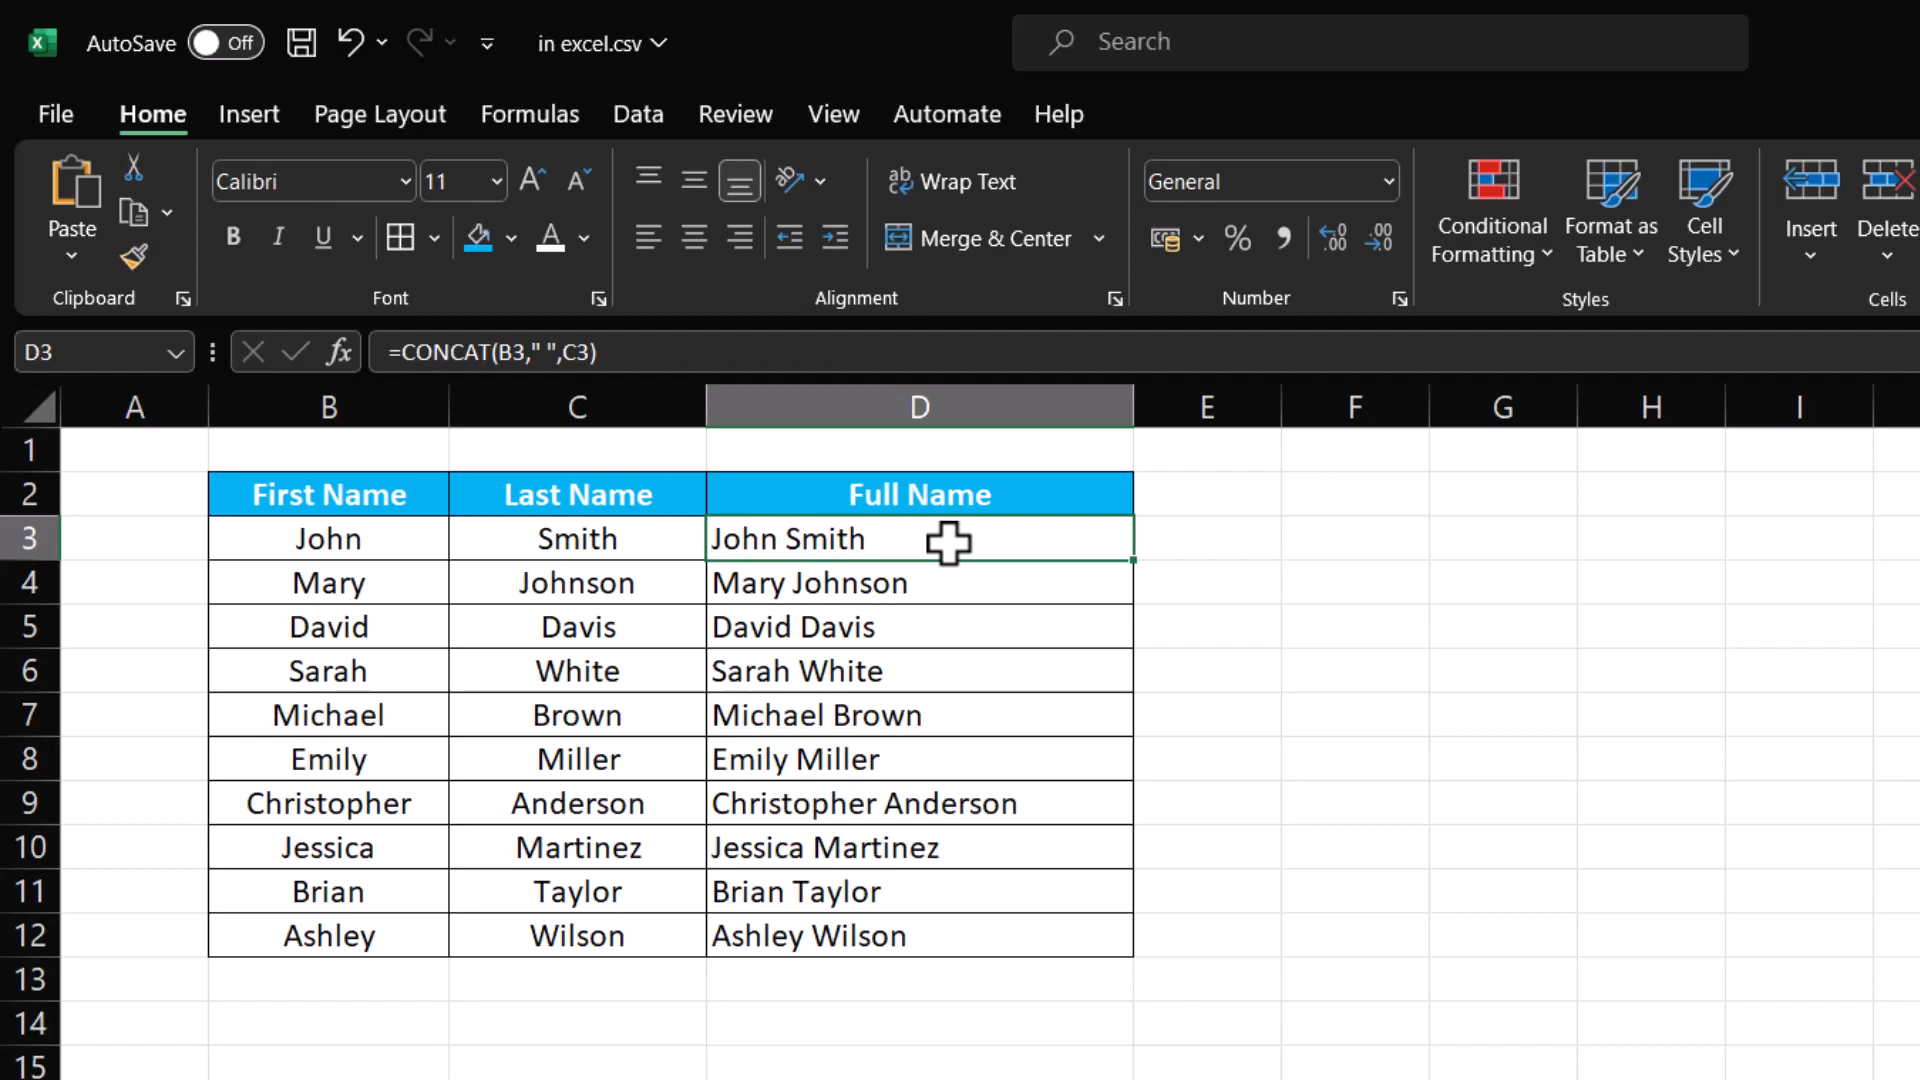 AutoSave Off in excel.csv Search
File Home Insert Page Layout Formulas Data Review View Automate Help
Paste
Clipboard
Calibri 11
B I U A
Font
ab Wrap Text
Merge & Center
Alignment
General
% 9 .00 .00
Number
Conditional Formatting
Format as Table
Cell Styles
Styles
Insert Delete
Cells
D3 fx =CONCAT(B3," ",C3)
A B C D E F G H I
1
2 First Name Last Name Full Name
3 John Smith John Smith
4 Mary Johnson Mary Johnson
5 David Davis David Davis
6 Sarah White Sarah White
7 Michael Brown Michael Brown
8 Emily Miller Emily Miller
9 Christopher Anderson Christopher Anderson
10 Jessica Martinez Jessica Martinez
11 Brian Taylor Brian Taylor
12 Ashley Wilson Ashley Wilson
13
14
15